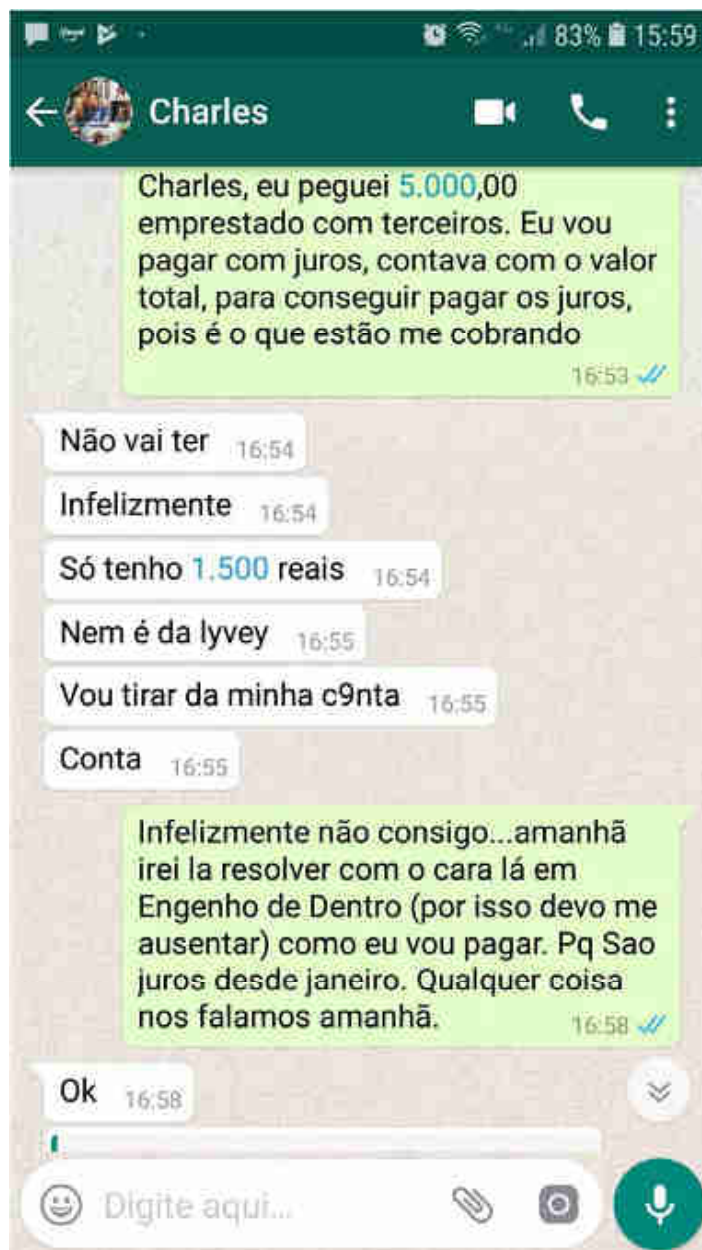 83% 15:59
Charles
Charles, eu peguei 5.000,00
emprestado com terceiros. Eu vou
pagar com juros, contava com o valor
total, para conseguir pagar os juros,
pois é o que estão me cobrando
16:53
Não vai ter 16:54
Infelizmente 16:54
Só tenho 1.500 reais 16:54
Nem é da lyvey 16:55
Vou tirar da minha c9nta 16:55
Conta 16:55
Infelizmente não consigo...amanhã
irei la resolver com o cara lá em
Engenho de Dentro (por isso devo me
ausentar) como eu vou pagar. Pq Sao
juros desde janeiro. Qualquer coisa
nos falamos amanhã. 16:58
Ok 16:58
Digite aqui...